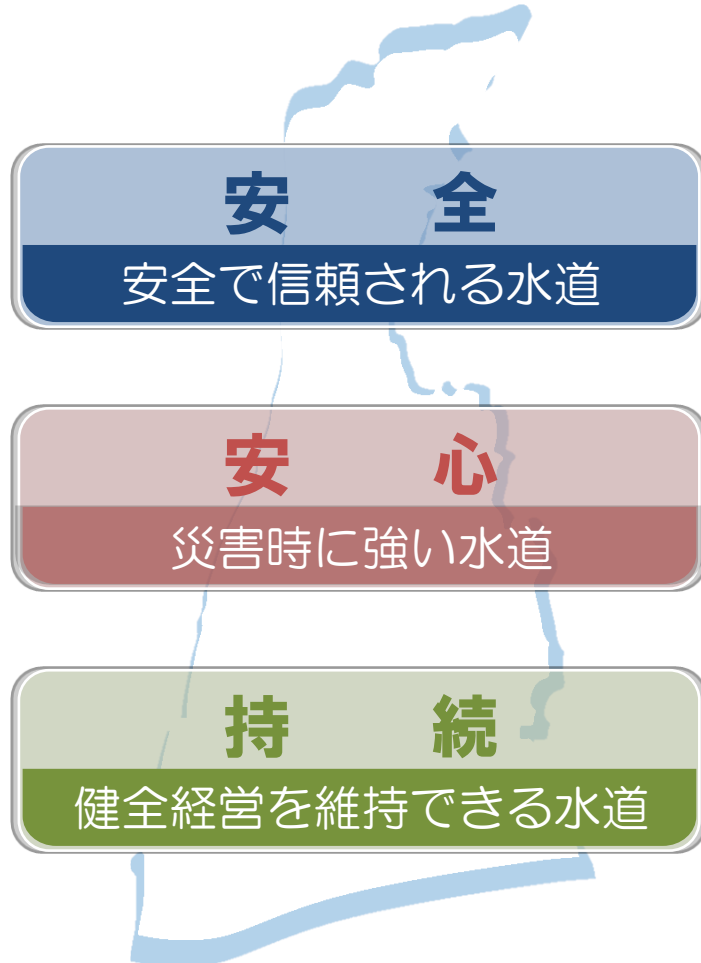 安全
安全で信頼される水道
安心
災害時に強い水道
持続
健全経営を維持できる水道